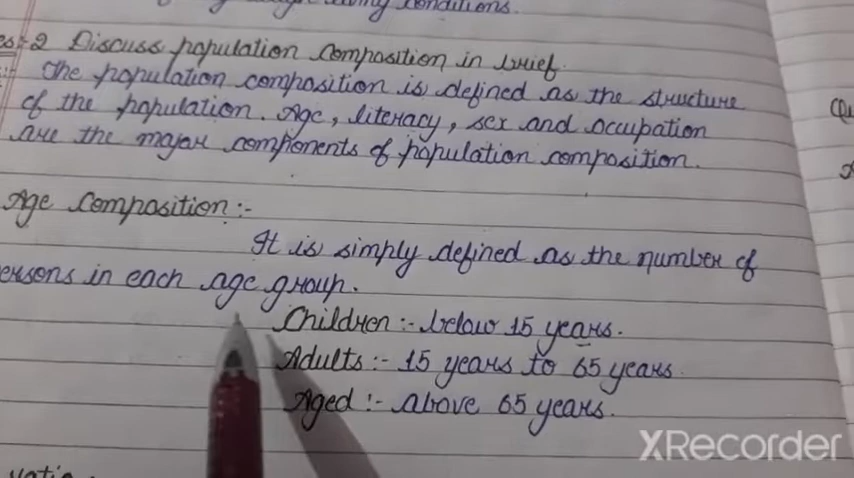 living conditions.
2 Discuss population composition in brief.
The population composition is defined as the structure
of the population. Age, literacy, sex and occupation
are the major components of population composition.
Age composition :-
It is simply defined as the number of
ersons in each age group.
Children :- below 15 years.
Adults :- 15 years to 65 years.
Aged :- above 65 years.
XRecorder